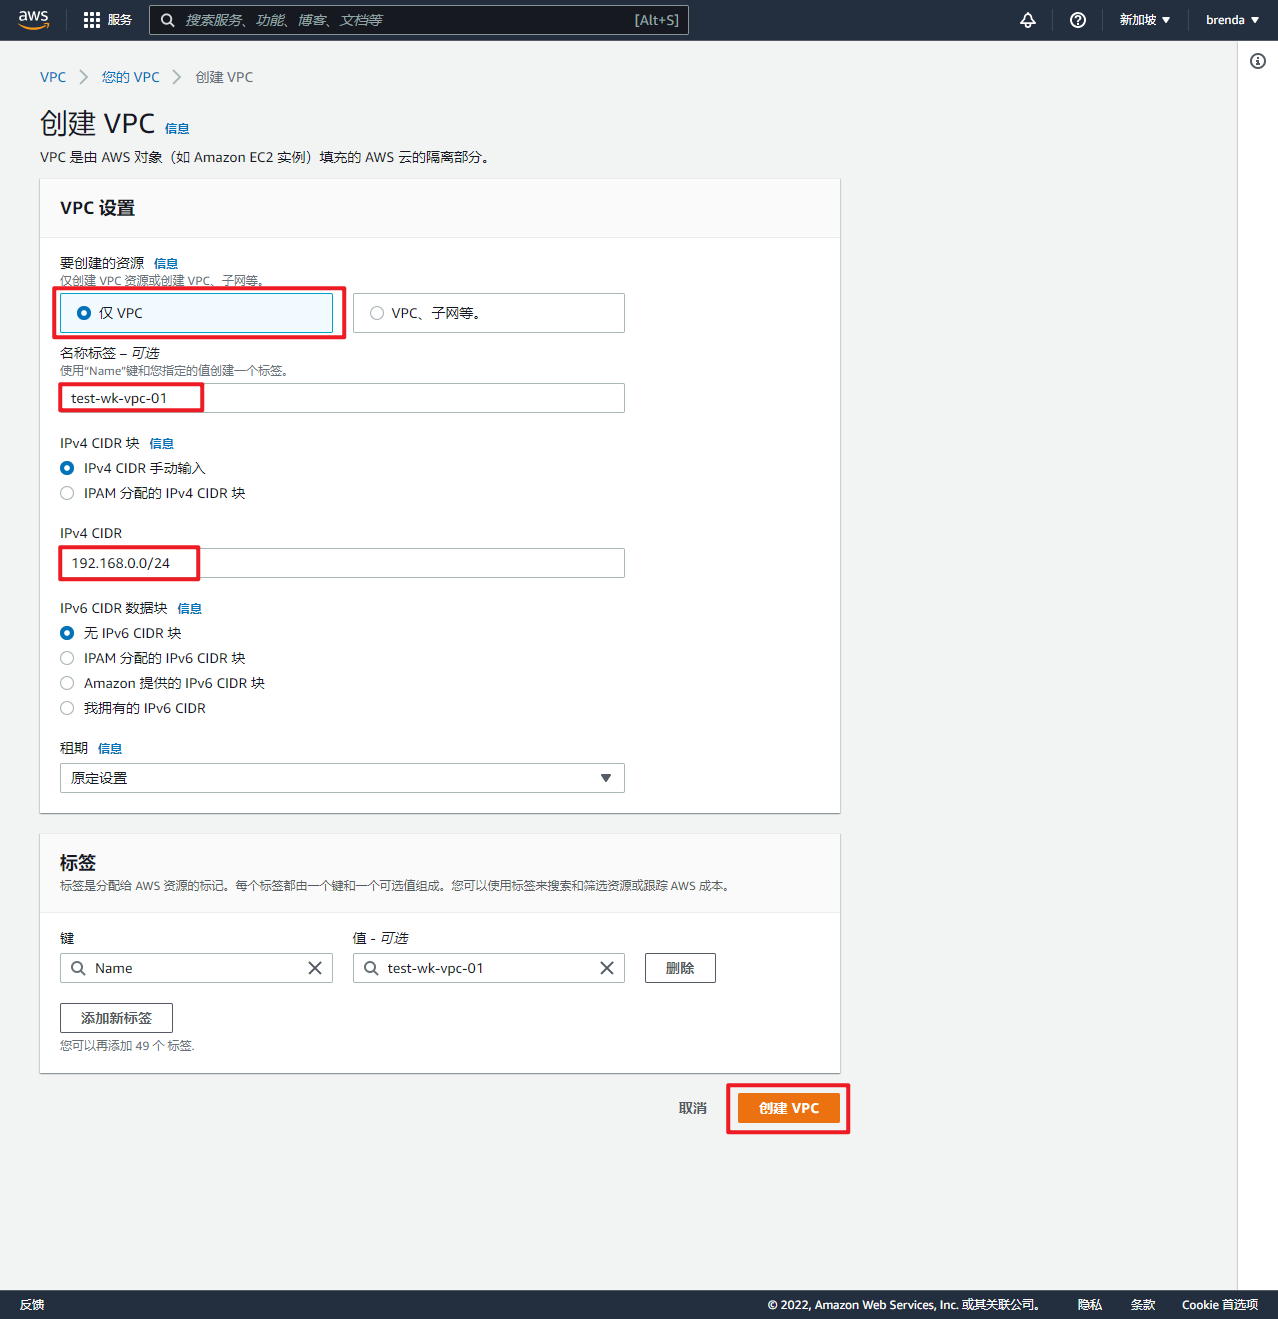 aws 服务 搜索服务、功能、博客、文档等 [Alt+S] 新加坡 brenda
VPC 您的 VPC 创建 VPC
创建 VPC 信息
VPC 是由 AWS 对象（如 Amazon EC2 实例）填充的 AWS 云的隔离部分。
VPC 设置
要创建的资源 信息
仅创建 VPC 资源或创建 VPC、子网等。
仅 VPC VPC、子网等。
名称标签 – 可选
使用“Name”键和您指定的值创建一个标签。
test-wk-vpc-01
IPv4 CIDR 块 信息
IPv4 CIDR 手动输入
IPAM 分配的 IPv4 CIDR 块
IPv4 CIDR
192.168.0.0/24
IPv6 CIDR 数据块 信息
无 IPv6 CIDR 块
IPAM 分配的 IPv6 CIDR 块
Amazon 提供的 IPv6 CIDR 块
我拥有的 IPv6 CIDR
租期 信息
原定设置
标签
标签是分配给 AWS 资源的标记。每个标签都由一个键和一个可选值组成。您可以使用标签来搜索和筛选资源或跟踪 AWS 成本。
键 值 - 可选
Name test-wk-vpc-01 删除
添加新标签
您可以再添加 49 个 标签.
取消 创建 VPC
反馈 © 2022, Amazon Web Services, Inc. 或其关联公司。 隐私 条款 Cookie 首选项